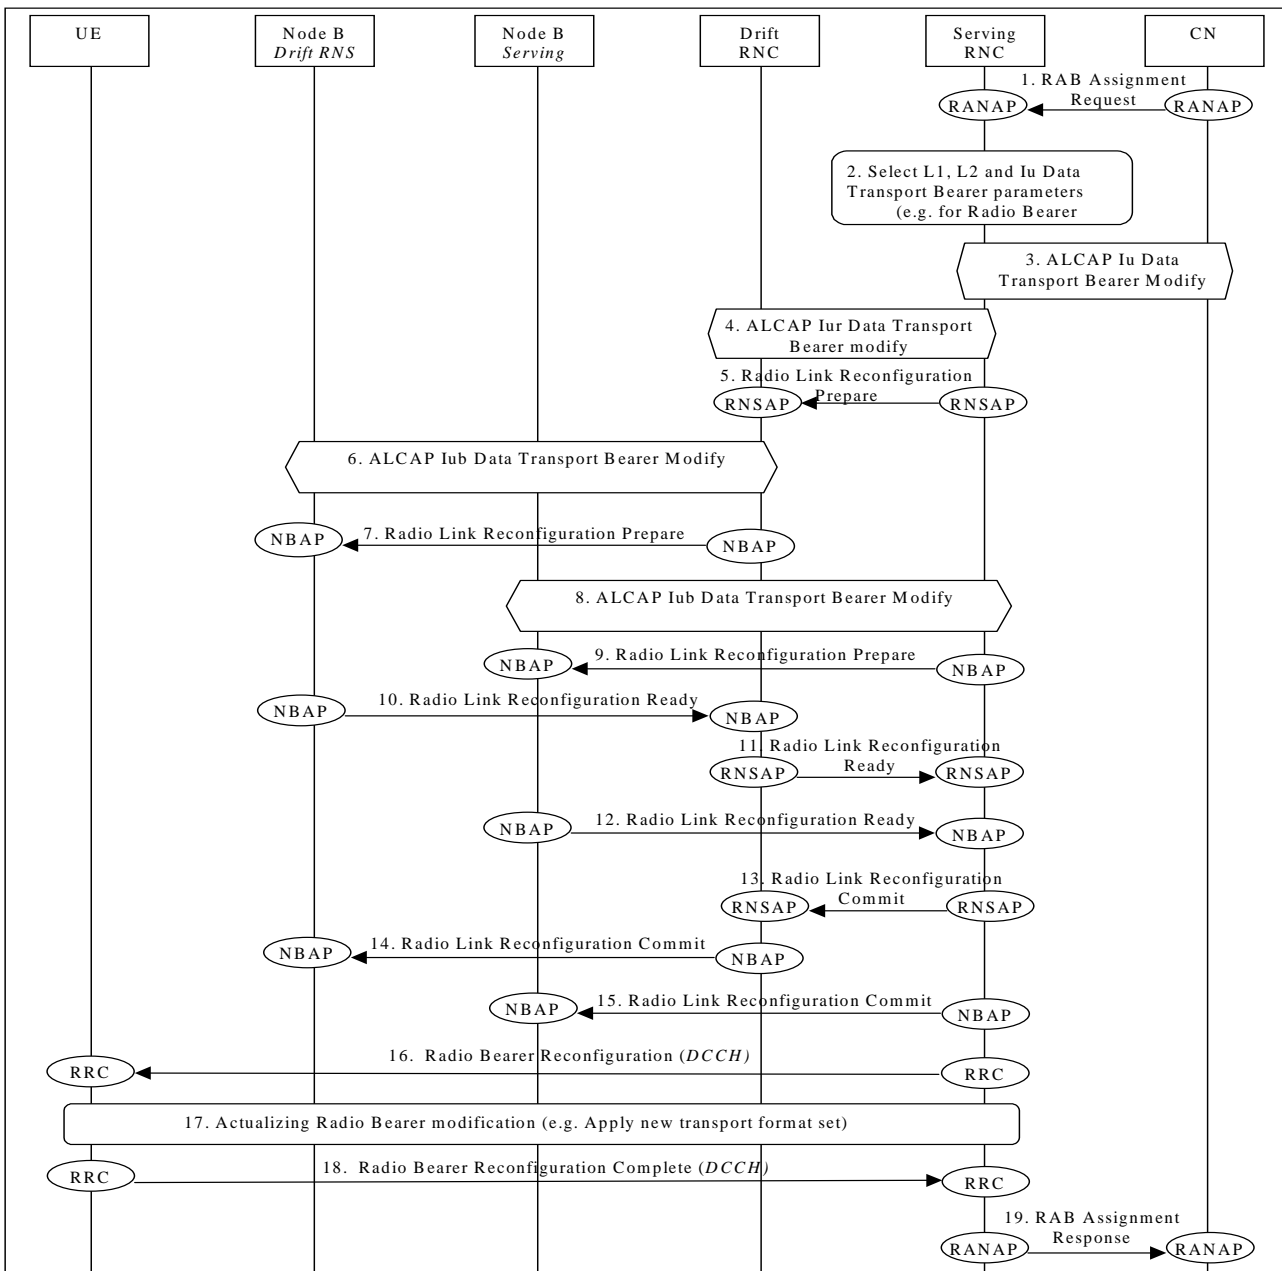 UE
Node B
Drift RNS
Node B
Serving
Drift
RNC
Serving
RNC
CN
1. RAB Assignment
Request
RANAP
RANAP
2. Select L1, L2 and Iu Data
Transport Bearer parameters
(e.g. for Radio Bearer
3. ALCAP Iu Data
Transport Bearer Modify
4. ALCAP Iur Data Transport
Bearer modify
5. Radio Link Reconfiguration
Prepare
RNSAP
RNSAP
6. ALCAP Iub Data Transport Bearer Modify
7. Radio Link Reconfiguration Prepare
NBAP
NBAP
8. ALCAP Iub Data Transport Bearer Modify
9. Radio Link Reconfiguration Prepare
NBAP
NBAP
10. Radio Link Reconfiguration Ready
NBAP
NBAP
11. Radio Link Reconfiguration
Ready
RNSAP
RNSAP
12. Radio Link Reconfiguration Ready
NBAP
NBAP
13. Radio Link Reconfiguration
Commit
RNSAP
RNSAP
14. Radio Link Reconfiguration Commit
NBAP
NBAP
15. Radio Link Reconfiguration Commit
NBAP
NBAP
16. Radio Bearer Reconfiguration (DCCH)
RRC
RRC
17. Actualizing Radio Bearer modification (e.g. Apply new transport format set)
18. Radio Bearer Reconfiguration Complete (DCCH)
RRC
RRC
19. RAB Assignment
Response
RANAP
RANAP